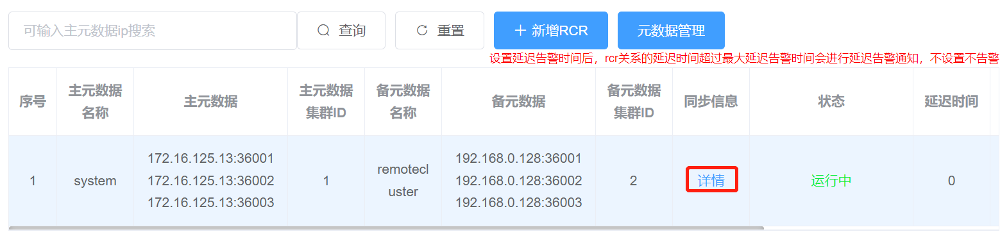 可输入主元数据ip搜索 查询 重置 新增RCR 元数据管理
设置延迟告警时间后，rcr关系的延迟时间超过最大延迟告警时间会进行延迟告警通知，不设置不告警
序号 主元数据名称 主元数据 主元数据集群ID 备元数据名称 备元数据 备元数据集群ID 同步信息 状态 延迟时间
1
system
172.16.125.13:36001
172.16.125.13:36002
172.16.125.13:36003
1
remotecl
uster
192.168.0.128:36001
192.168.0.128:36002
192.168.0.128:36003
2
详情
运行中
0